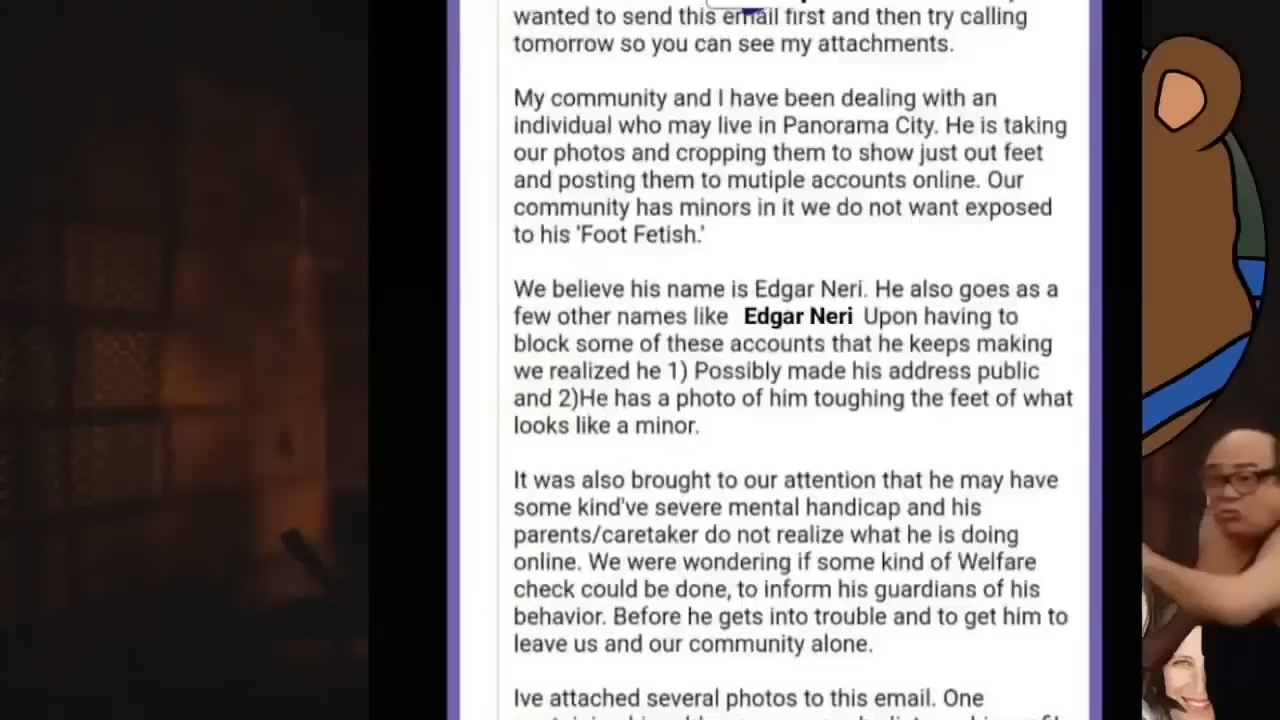 wanted to send this email first and then try calling
tomorrow so you can see my attachments.
My community and I have been dealing with an
individual who may live in Panorama City. He is taking
our photos and cropping them to show just out feet
and posting them to mutiple accounts online. Our
community has minors in it we do not want exposed
to his 'Foot Fetish.'
We believe his name is Edgar Neri. He also goes as a
few other names like Edgar Neri Upon having to
block some of these accounts that he keeps making
we realized he 1) Possibly made his address public
and 2)He has a photo of him toughing the feet of what
looks like a minor.
It was also brought to our attention that he may have
some kind've severe mental handicap and his
parents/caretaker do not realize what he is doing
online. We were wondering if some kind of Welfare
check could be done, to inform his guardians of his
behavior. Before he gets into trouble and to get him to
leave us and our community alone.
Ive attached several photos to this email. One